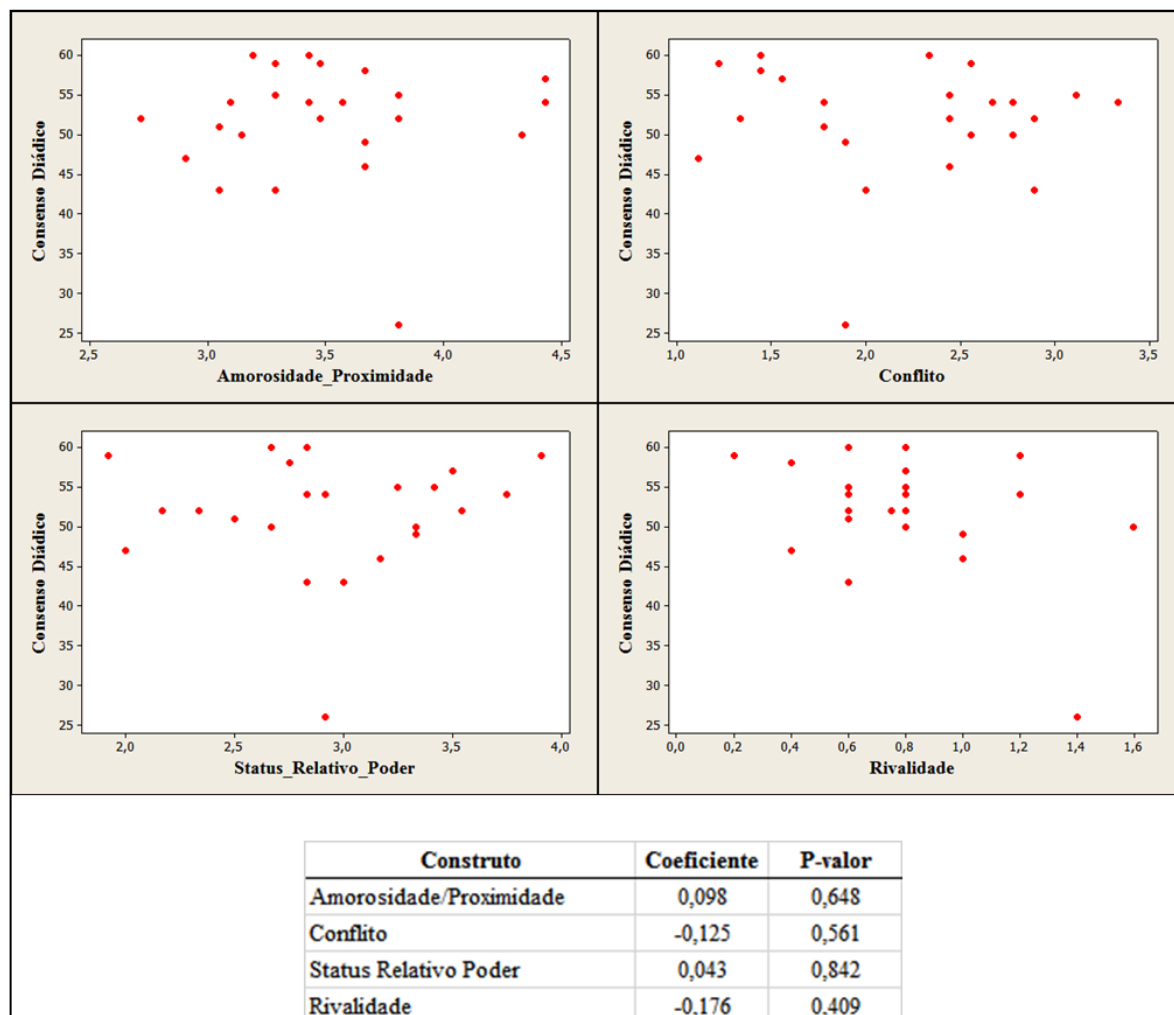 60
55
50
45
40
35
30
25
Consenso Diádico
2,5 3,0 3,5 4,0 4,5
Amorosidade_Proximidade
60
55
50
45
40
35
30
25
Consenso Diádico
1,0 1,5 2,0 2,5 3,0 3,5
Conflito
60
55
50
45
40
35
30
25
Consenso Diádico
2,0 2,5 3,0 3,5 4,0
Status_Relativo_Poder
60
55
50
45
40
35
30
25
Consenso Diádico
0,0 0,2 0,4 0,6 0,8 1,0 1,2 1,4 1,6
Rivalidade
Construto Coeficiente P-valor
Amorosidade/Proximidade 0,098 0,648
Conflito -0,125 0,561
Status Relativo Poder 0,043 0,842
Rivalidade -0,176 0,409